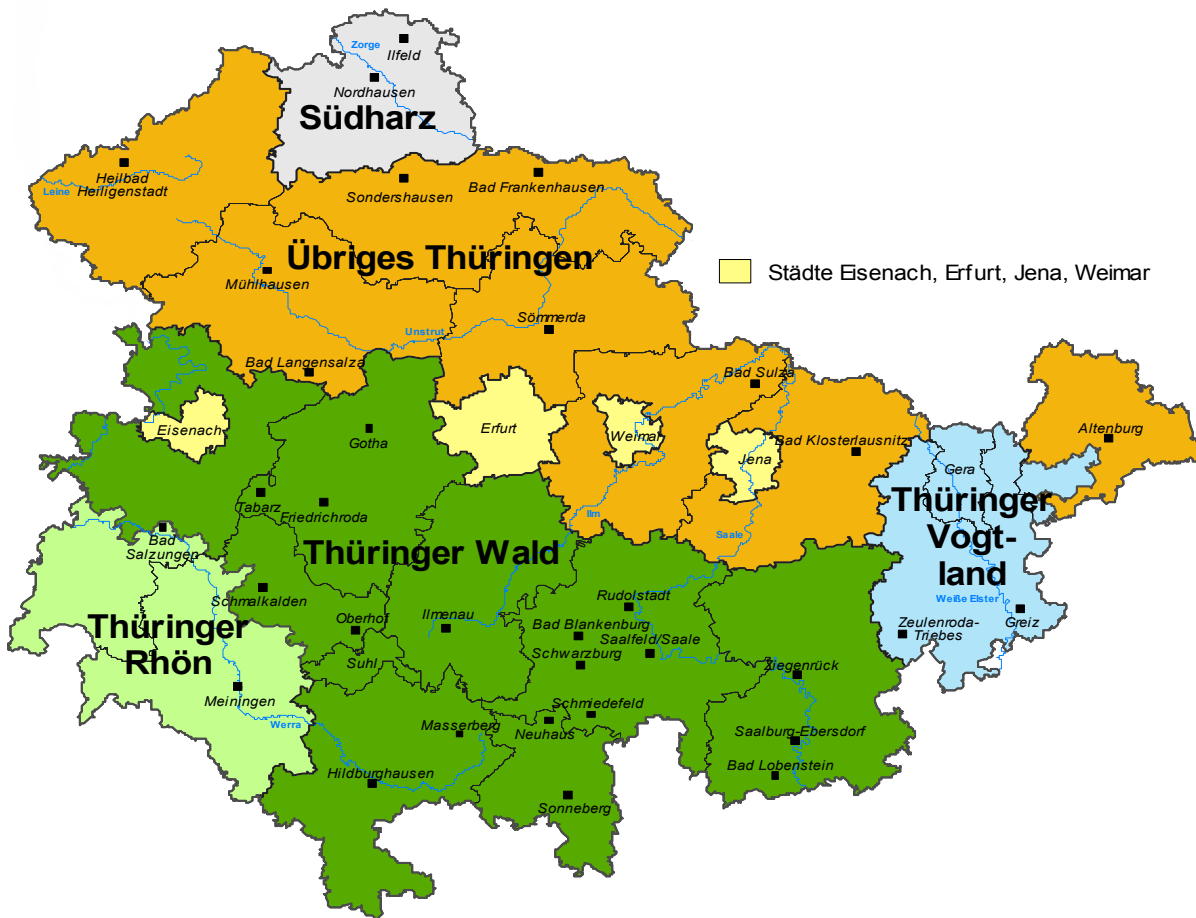 Zorge
Ilfeld
Nordhausen
Südharz
Heilbad
Heiligenstadt
Leine
Sondershausen
Bad Frankenhausen
Übriges Thüringen
Mühlhausen
Städte Eisenach, Erfurt, Jena, Weimar
Sömmerda
Unstrut
Bad Langensalza
Bad Sulza
Eisenach
Gotha
Erfurt
Weimar
Jena
Bad Klosterlausnitz
Altenburg
Gera
Tabarz
Friedrichroda
Ilm
Saale
Thüringer
Vogt-
land
Bad
Salzungen
Thüringer Wald
Schmalkalden
Oberhof
Ilmenau
Rudolstadt
Bad Blankenburg
Saalfeld/Saale
Schwarzburg
Weiße Elster
Greiz
Zeulenroda-
Triebes
Thüringer
Rhön
Suhl
Ziegenrück
Meiningen
Werra
Masserberg
Schmiedefeld
Neuhaus
Saalburg-Ebersdorf
Bad Lobenstein
Hildburghausen
Sonneberg